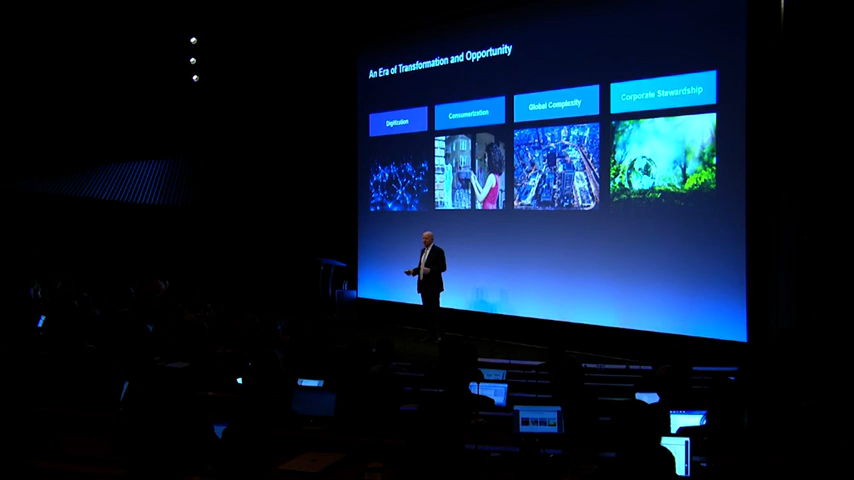 An Era of Transformation and Opportunity
Digitization
Consumerization
Global Complexity
Corporate Stewardship